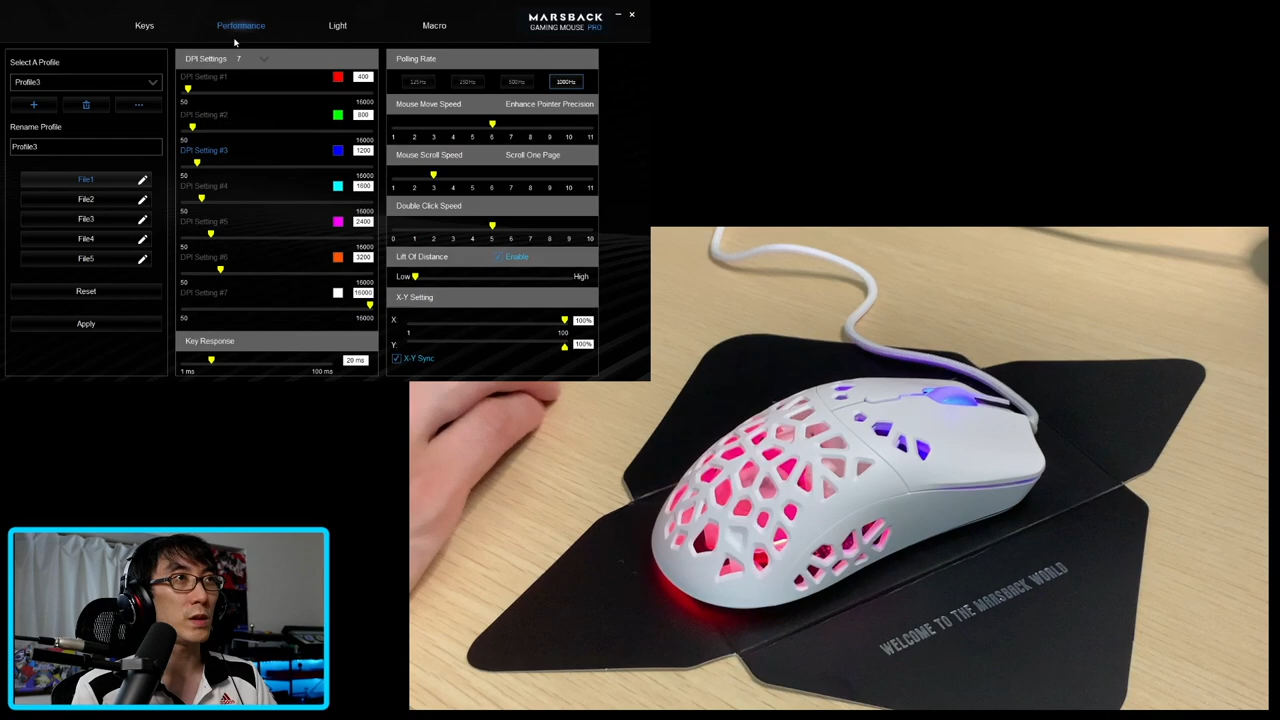 Keys
Performance
Light
Macro
MARSBACK
GAMING MOUSE PRO
Select A Profile
Profile3
Rename Profile
Profile3
File1
File2
File3
File4
File5
Reset
Apply
DPI Settings 7
DPI Setting #1 400
50 16000
DPI Setting #2 800
50 16000
DPI Setting #3 1200
50 16000
DPI Setting #4 1600
50 16000
DPI Setting #5 2400
50 16000
DPI Setting #6 3200
50 16000
DPI Setting #7 16000
50 16000
Key Response
20 ms
1 ms 100 ms
Polling Rate
125Hz 250Hz 500Hz 1000Hz
Mouse Move Speed Enhance Pointer Precision
1 2 3 4 5 6 7 8 9 10 11
Mouse Scroll Speed Scroll One Page
1 2 3 4 5 6 7 8 9 10 11
Double Click Speed
0 1 2 3 4 5 6 7 8 9 10
Lift Of Distance Enable
Low High
X-Y Setting
X: 100%
1 100
Y: 100%
X-Y Sync
WELCOME TO THE MARSBACK WORLD
adidas